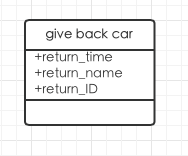 give back car
+return_time
+return_name
+return_ID